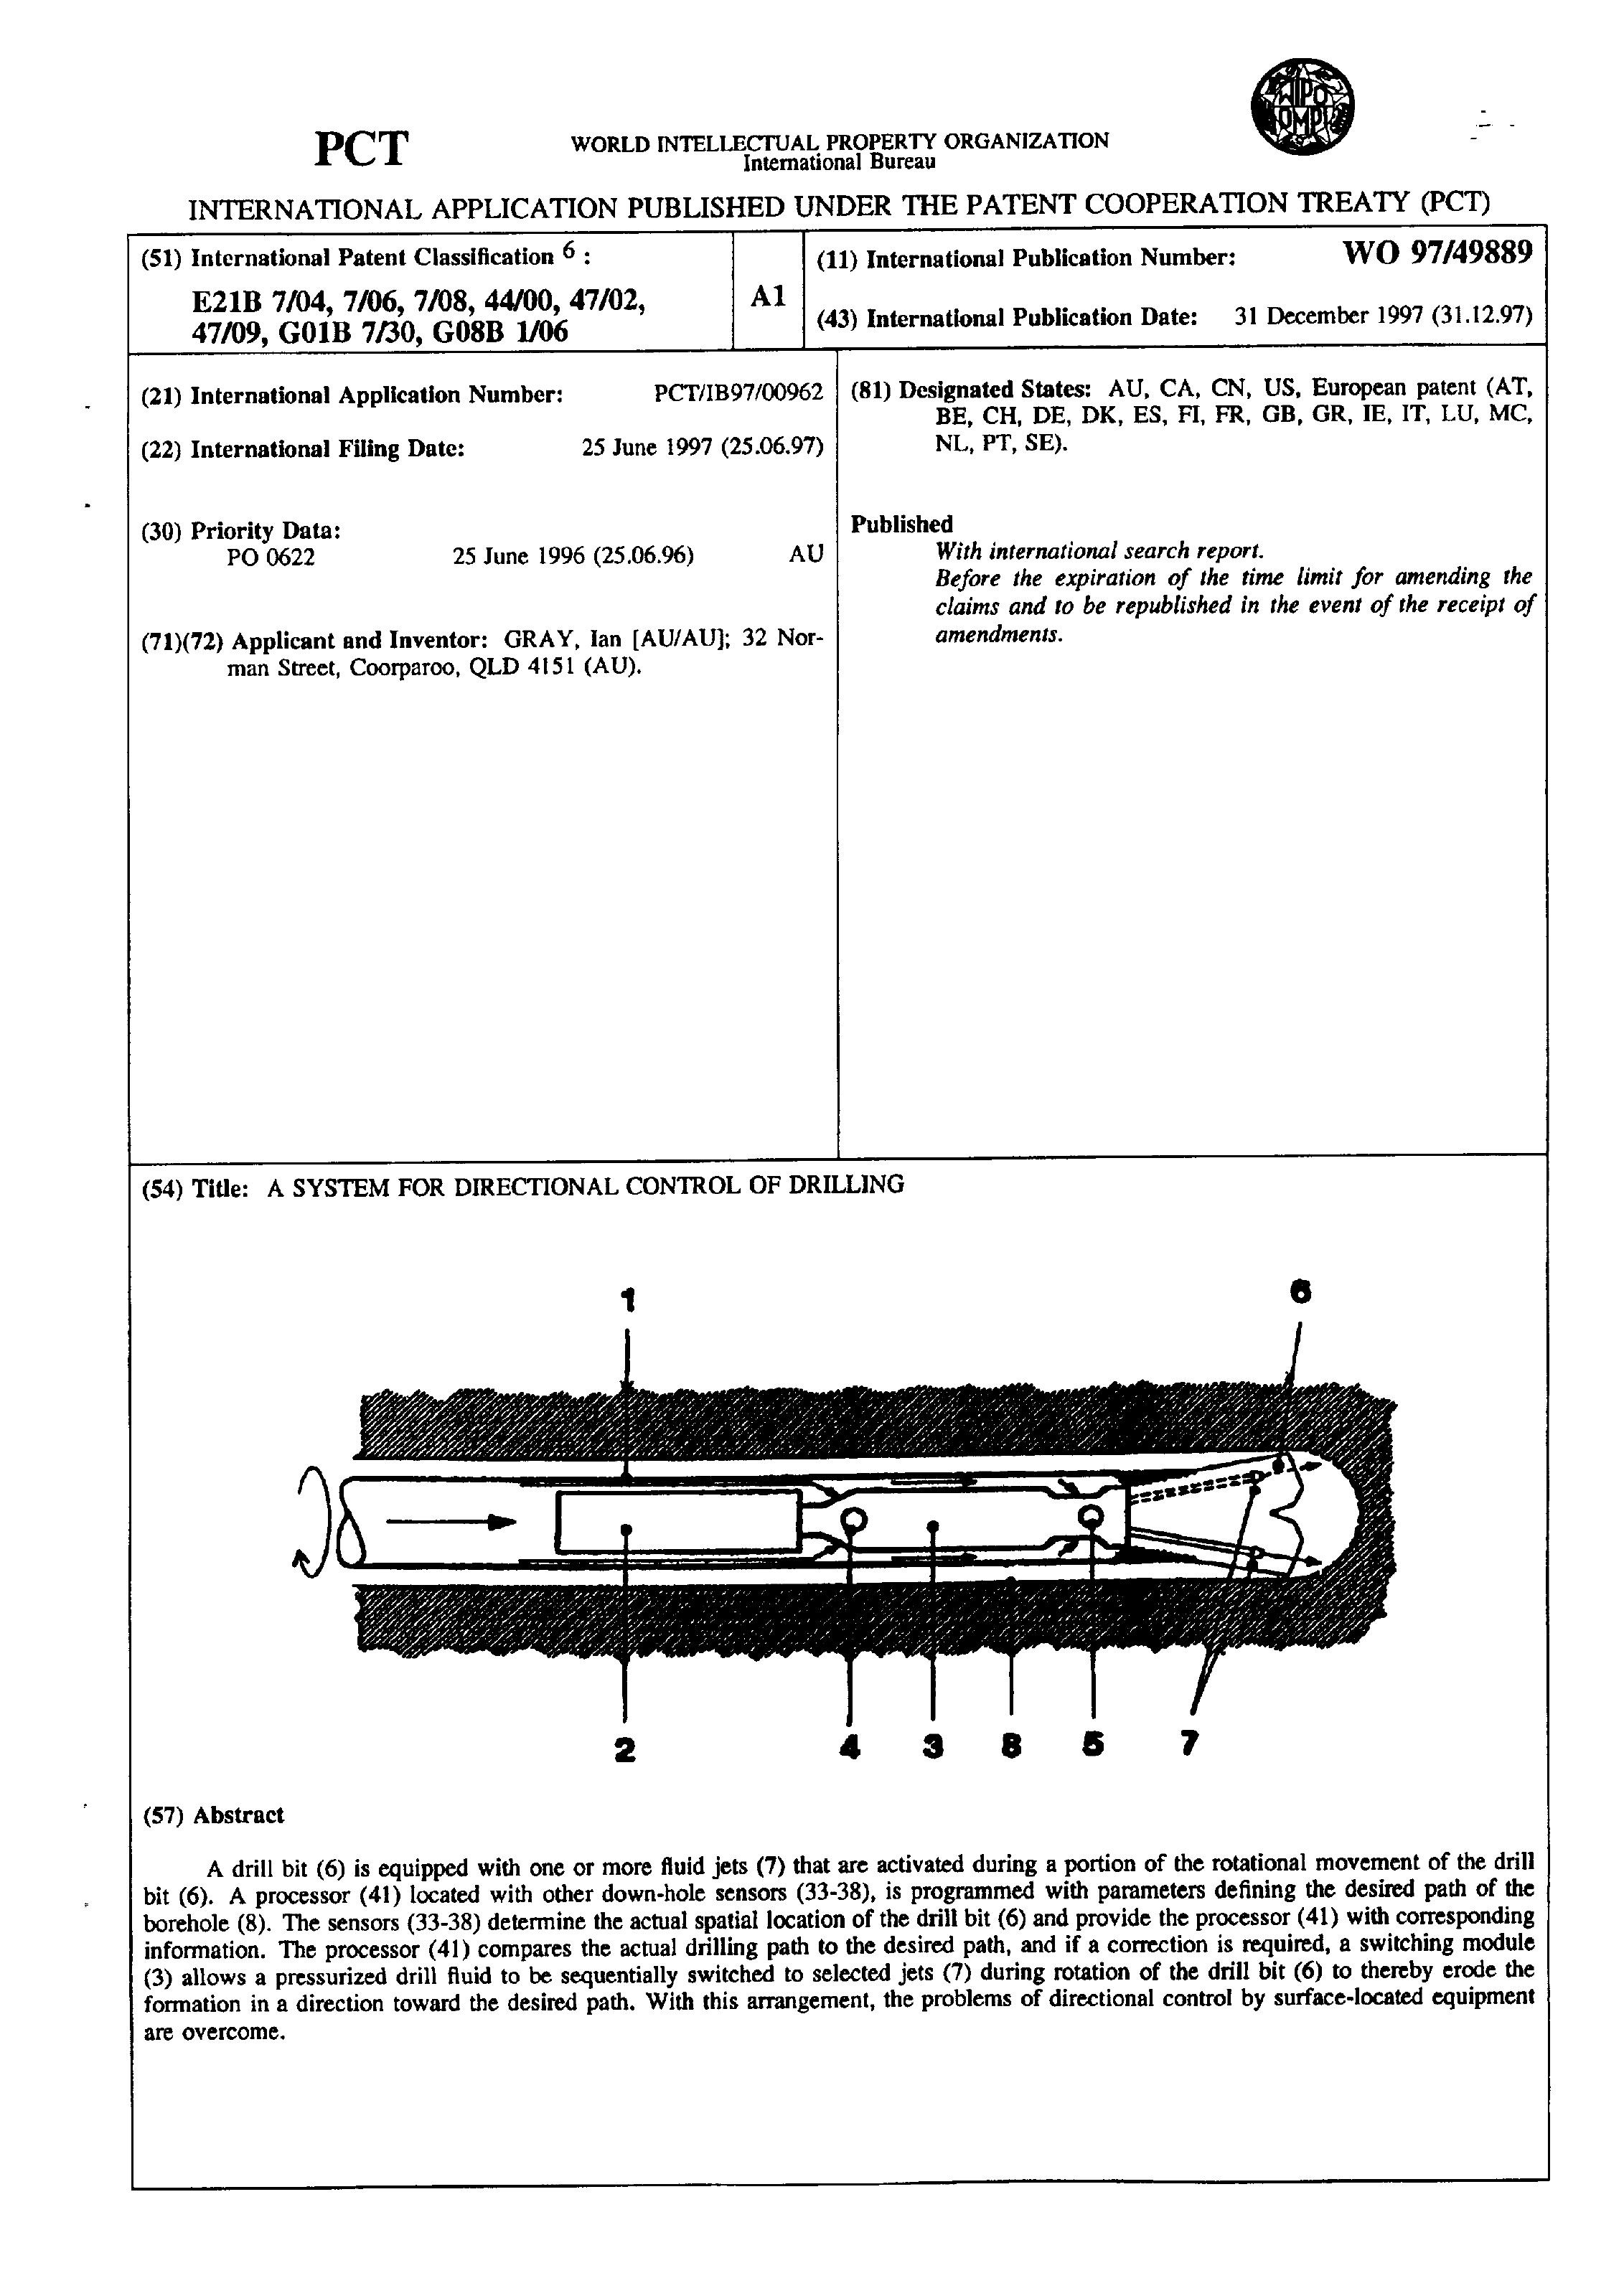 WIPO
OMPI
PCT
WORLD INTELLECTUAL PROPERTY ORGANIZATION
International Bureau
INTERNATIONAL APPLICATION PUBLISHED UNDER THE PATENT COOPERATION TREATY (PCT)
(51) International Patent Classification 6 :
E21B 7/04, 7/06, 7/08, 44/00, 47/02,
47/09, G01B 7/30, G08B 1/06
A1
(11) International Publication Number: WO 97/49889
(43) International Publication Date: 31 December 1997 (31.12.97)
(21) International Application Number: PCT/IB97/00962
(22) International Filing Date: 25 June 1997 (25.06.97)
(30) Priority Data:
PO 0622 25 June 1996 (25.06.96) AU
(71)(72) Applicant and Inventor: GRAY, Ian [AU/AU]; 32 Nor-
man Street, Coorparoo, QLD 4151 (AU).
(81) Designated States: AU, CA, CN, US, European patent (AT,
BE, CH, DE, DK, ES, FI, FR, GB, GR, IE, IT, LU, MC,
NL, PT, SE).
Published
With international search report.
Before the expiration of the time limit for amending the
claims and to be republished in the event of the receipt of
amendments.
(54) Title: A SYSTEM FOR DIRECTIONAL CONTROL OF DRILLING
1
6
2
4
3
8
5
7
(57) Abstract
A drill bit (6) is equipped with one or more fluid jets (7) that are activated during a portion of the rotational movement of the drill
bit (6). A processor (41) located with other down-hole sensors (33-38), is programmed with parameters defining the desired path of the
borehole (8). The sensors (33-38) determine the actual spatial location of the drill bit (6) and provide the processor (41) with corresponding
information. The processor (41) compares the actual drilling path to the desired path, and if a correction is required, a switching module
(3) allows a pressurized drill fluid to be sequentially switched to selected jets (7) during rotation of the drill bit (6) to thereby erode the
formation in a direction toward the desired path. With this arrangement, the problems of directional control by surface-located equipment
are overcome.